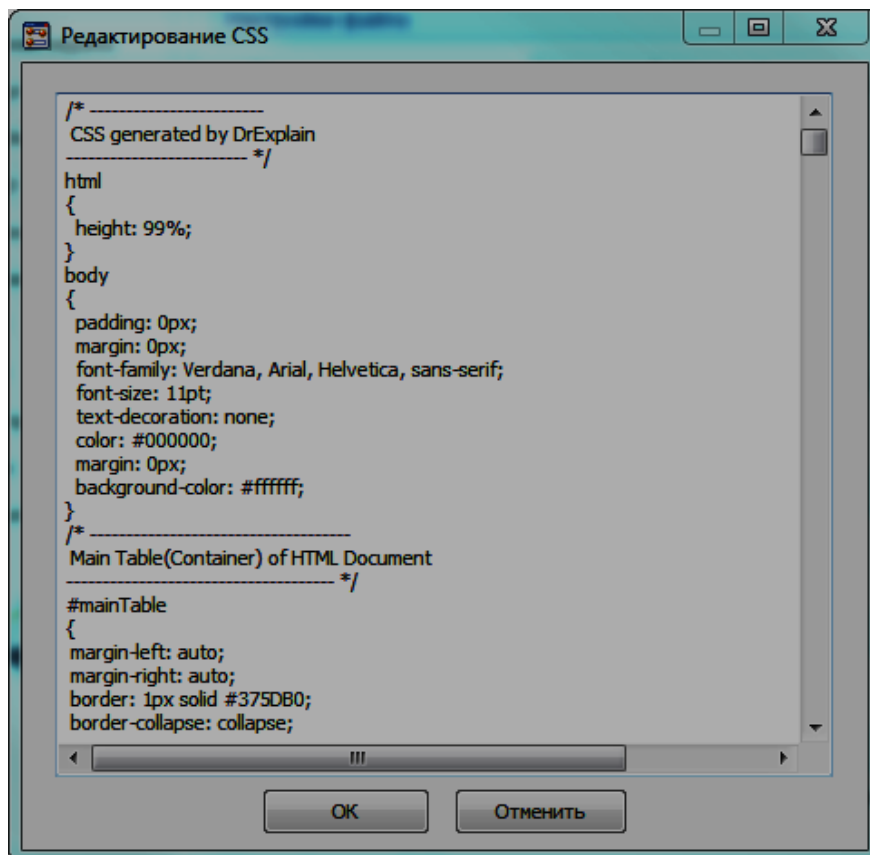 Редактирование CSS
/* ------------------------
CSS generated by DrExplain
------------------------- */
html
{
height: 99%;
}
body
{
padding: 0px;
margin: 0px;
font-family: Verdana, Arial, Helvetica, sans-serif;
font-size: 11pt;
text-decoration: none;
color: #000000;
margin: 0px;
background-color: #ffffff;
}
/* ------------------------------------
Main Table(Container) of HTML Document
------------------------------------- */
#mainTable
{
margin-left: auto;
margin-right: auto;
border: 1px solid #375DB0;
border-collapse: collapse;
OK
Отменить